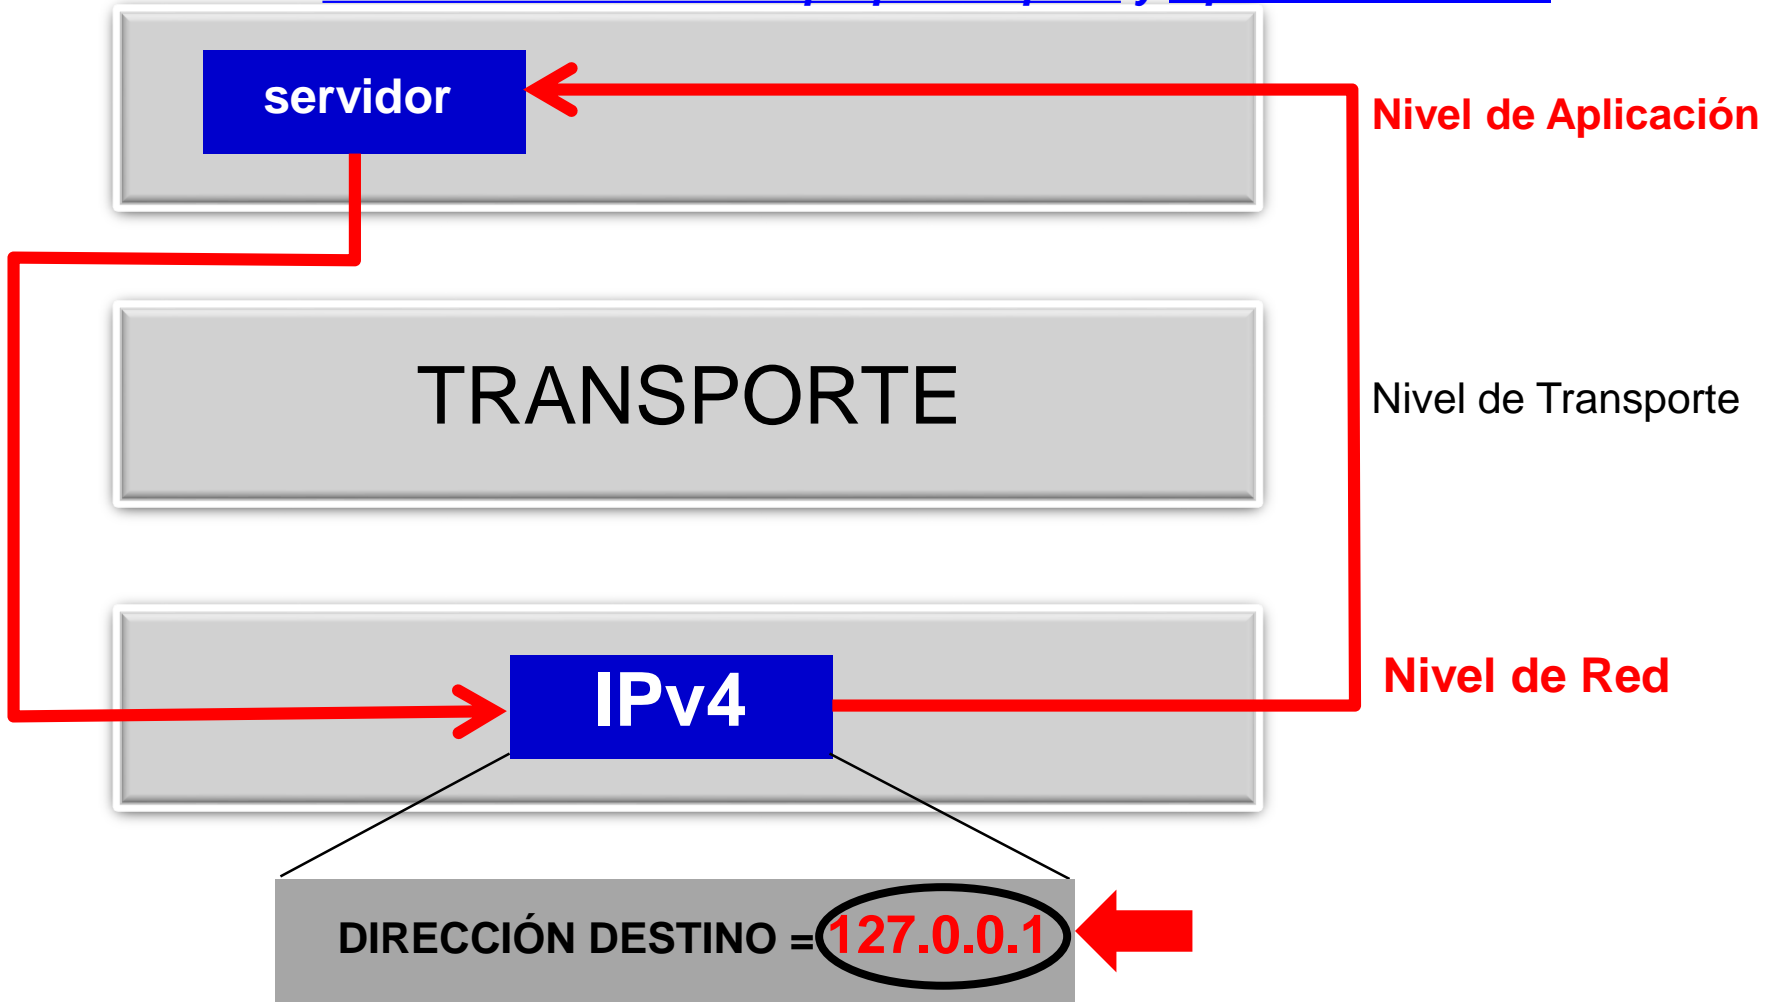 y
servidor
Nivel de Aplicación
TRANSPORTE
Nivel de Transporte
IPv4
Nivel de Red
DIRECCIÓN DESTINO = 127.0.0.1